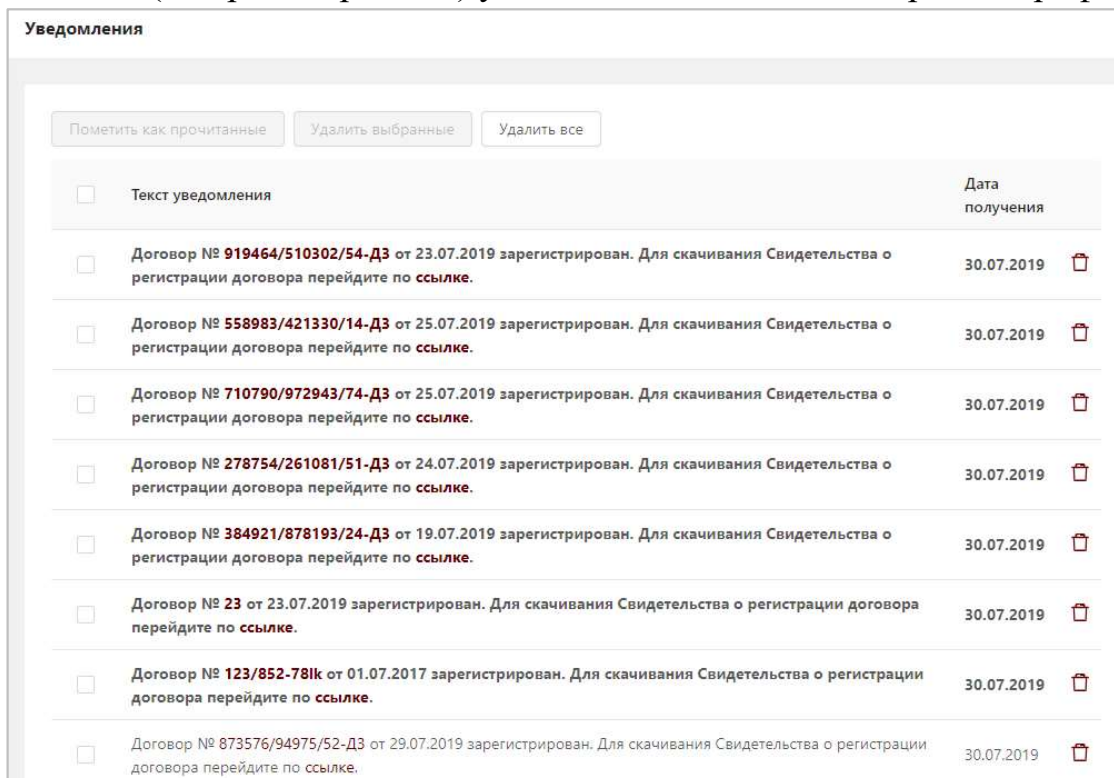 Уведомления
Пометить как прочитанные Удалить выбранные Удалить все
Текст уведомления Дата
получения
Договор № 919464/510302/54-ДЗ от 23.07.2019 зарегистрирован. Для скачивания Свидетельства о
регистрации договора перейдите по ссылке.
30.07.2019
Договор № 558983/421330/14-ДЗ от 25.07.2019 зарегистрирован. Для скачивания Свидетельства о
регистрации договора перейдите по ссылке.
30.07.2019
Договор № 710790/972943/74-ДЗ от 25.07.2019 зарегистрирован. Для скачивания Свидетельства о
регистрации договора перейдите по ссылке.
30.07.2019
Договор № 278754/261081/51-ДЗ от 24.07.2019 зарегистрирован. Для скачивания Свидетельства о
регистрации договора перейдите по ссылке.
30.07.2019
Договор № 384921/878193/24-ДЗ от 19.07.2019 зарегистрирован. Для скачивания Свидетельства о
регистрации договора перейдите по ссылке.
30.07.2019
Договор № 23 от 23.07.2019 зарегистрирован. Для скачивания Свидетельства о регистрации договора
перейдите по ссылке.
30.07.2019
Договор № 123/852-78lk от 01.07.2017 зарегистрирован. Для скачивания Свидетельства о регистрации
договора перейдите по ссылке.
30.07.2019
Договор № 873576/94975/52-ДЗ от 29.07.2019 зарегистрирован. Для скачивания Свидетельства о регистрации
договора перейдите по ссылке.
30.07.2019